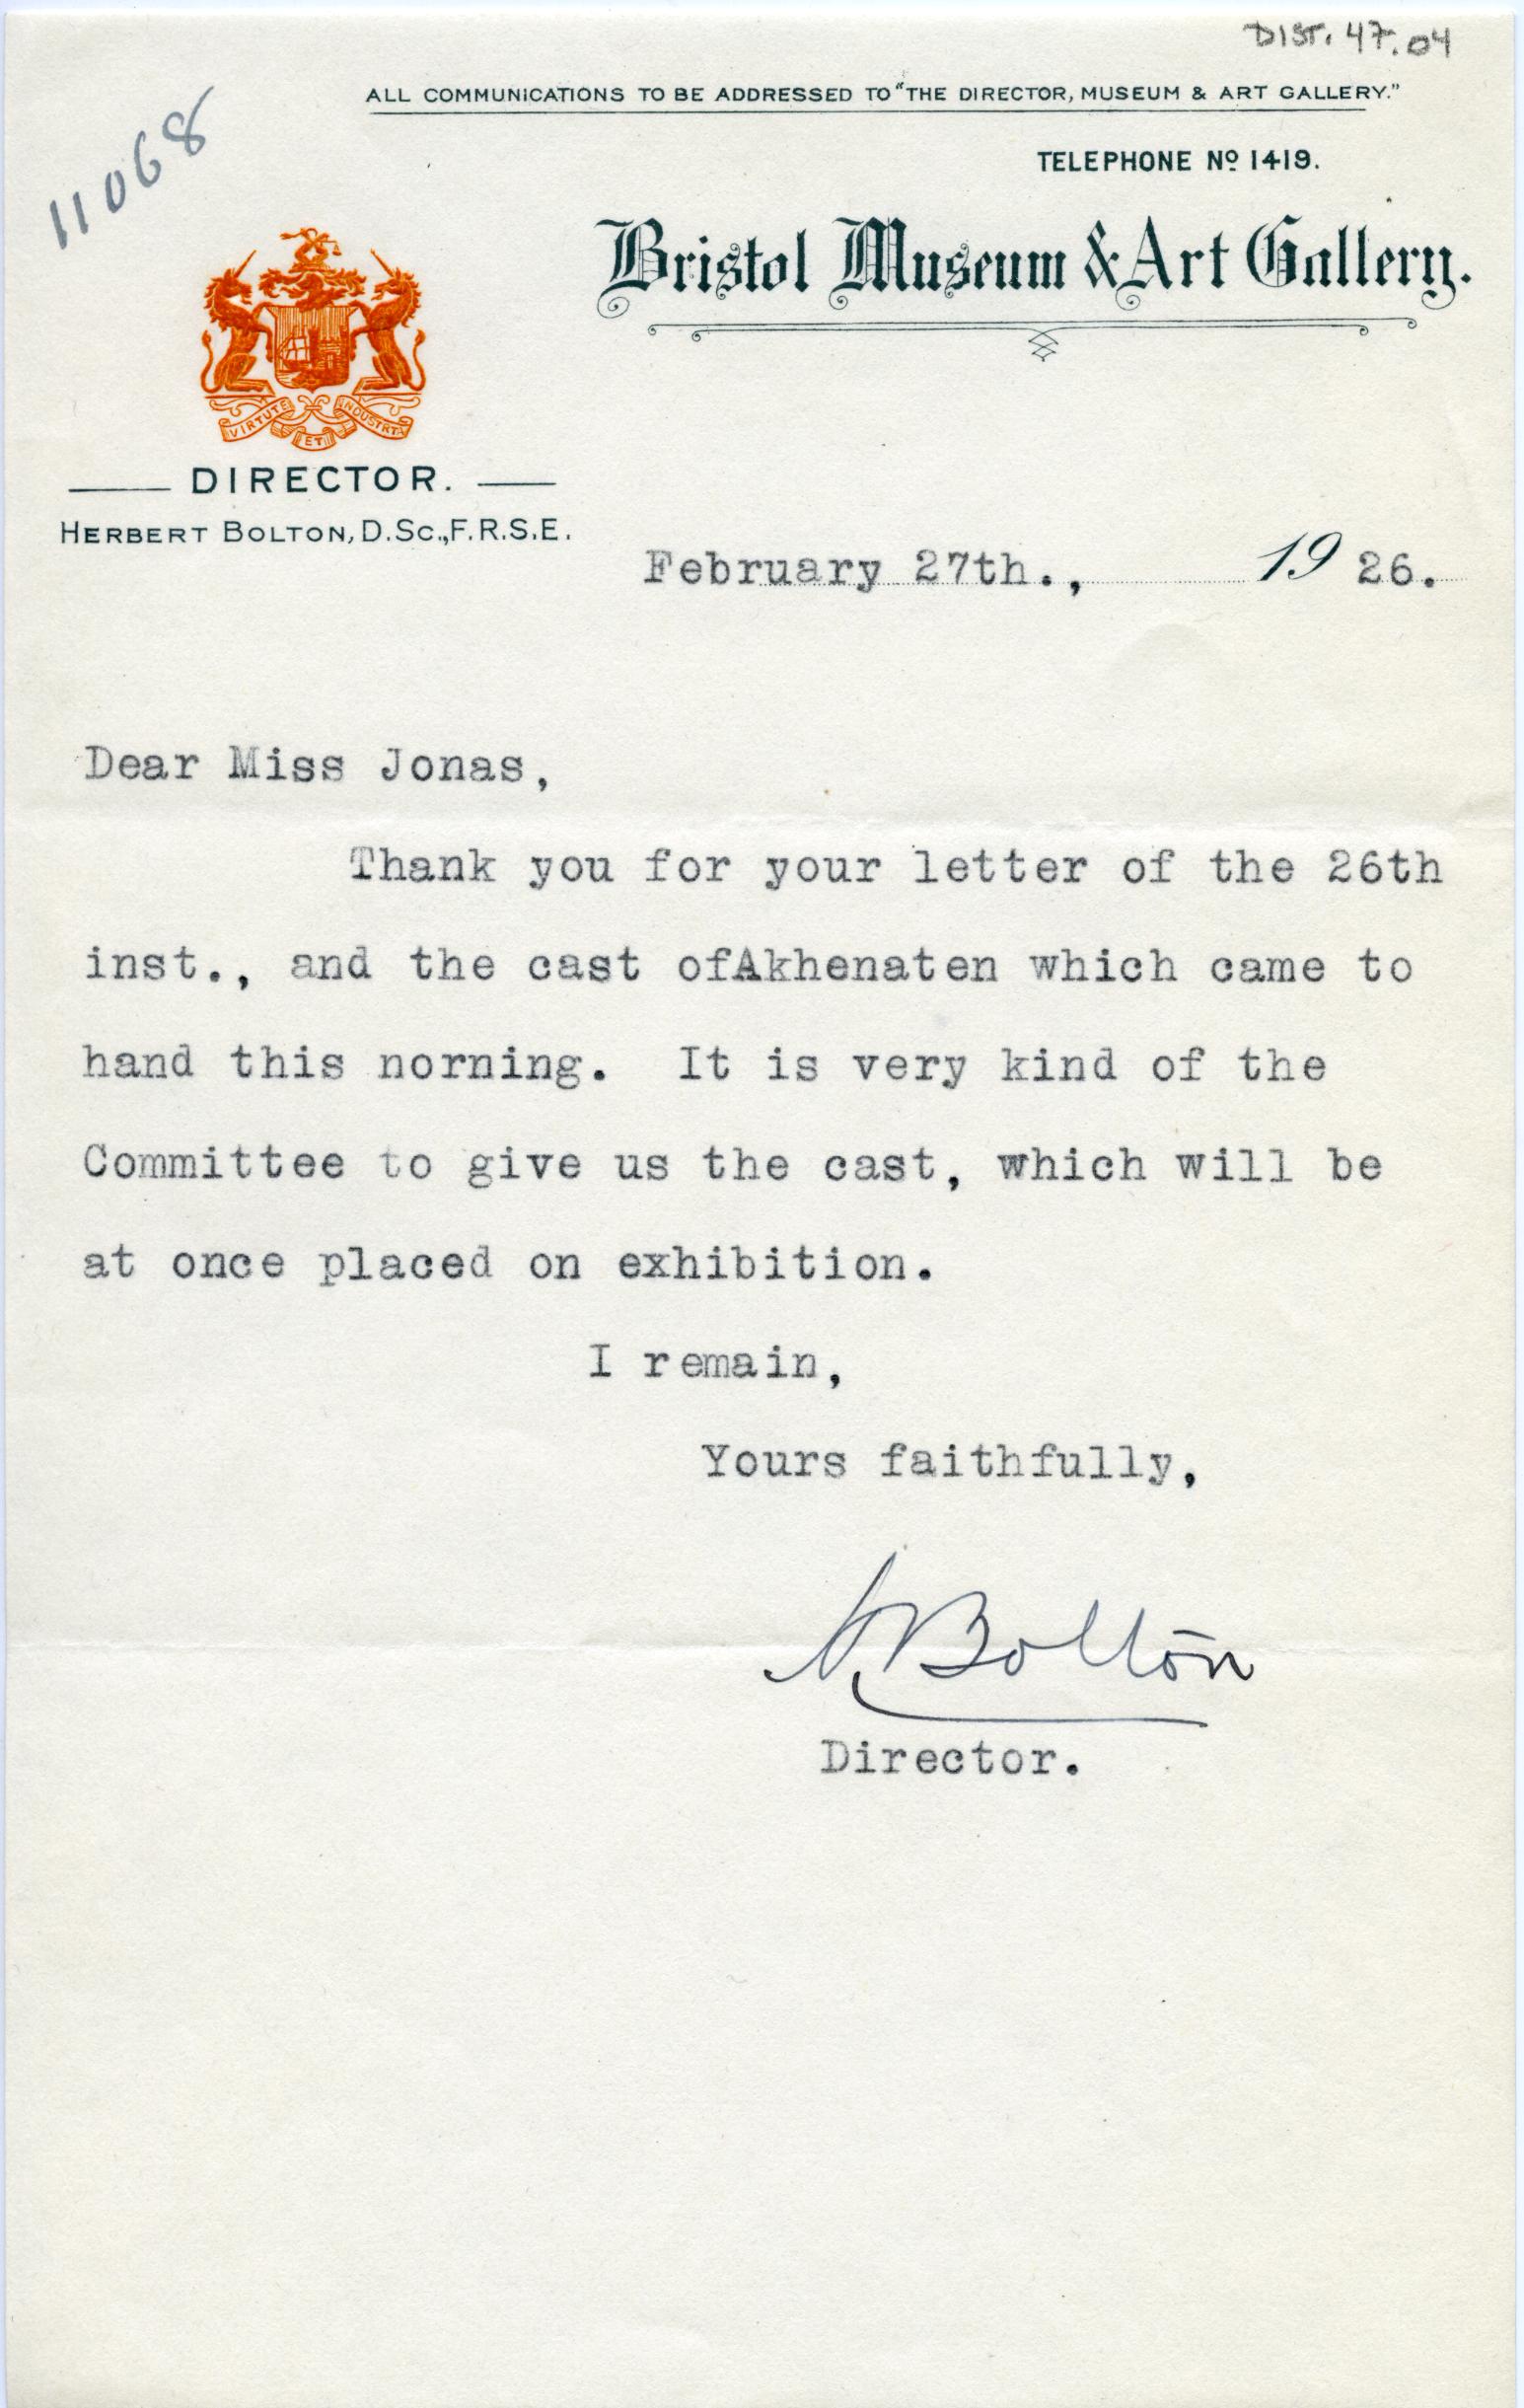 DIST. 47.04
ALL COMMUNICATIONS TO BE ADDRESSED TO "THE DIRECTOR, MUSEUM & ART GALLERY."
11068
TELEPHONE Nº 1419.
Bristol Museum & Art Gallery.
VIRTUTE ET INDUSTRIA
DIRECTOR.
HERBERT BOLTON, D.Sc., F.R.S.E.
February 27th., 19 26.
Dear Miss Jonas,
Thank you for your letter of the 26th
inst., and the cast ofAkhenaten which came to
hand this norning. It is very kind of the
Committee to give us the cast, which will be
at once placed on exhibition.
I remain,
Yours faithfully,
H Bolton
Director.